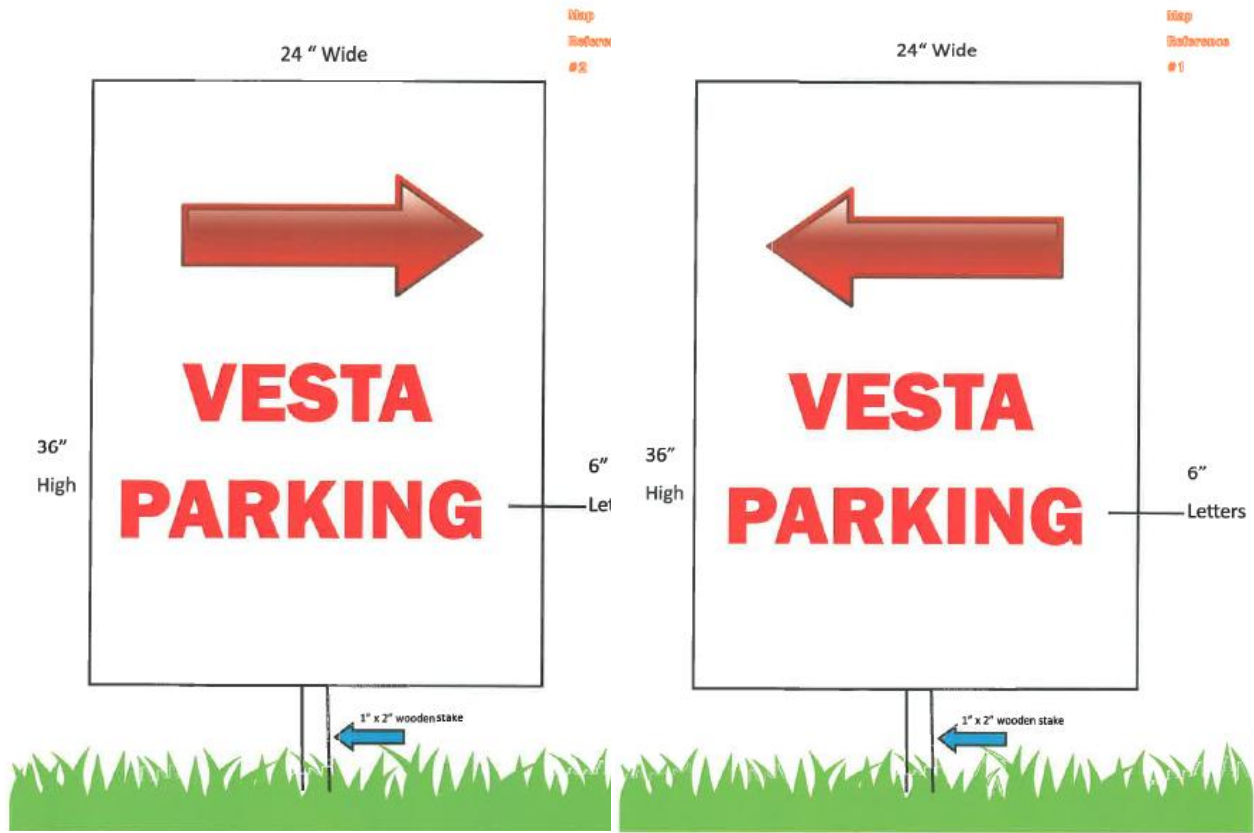 Map
Refere
#2
24 " Wide
VESTA
PARKING
36"
High
6"
Let
1" x 2" wooden stake
Map
Reference
#1
24" Wide
VESTA
PARKING
36"
High
6"
Letters
1" x 2" wooden stake